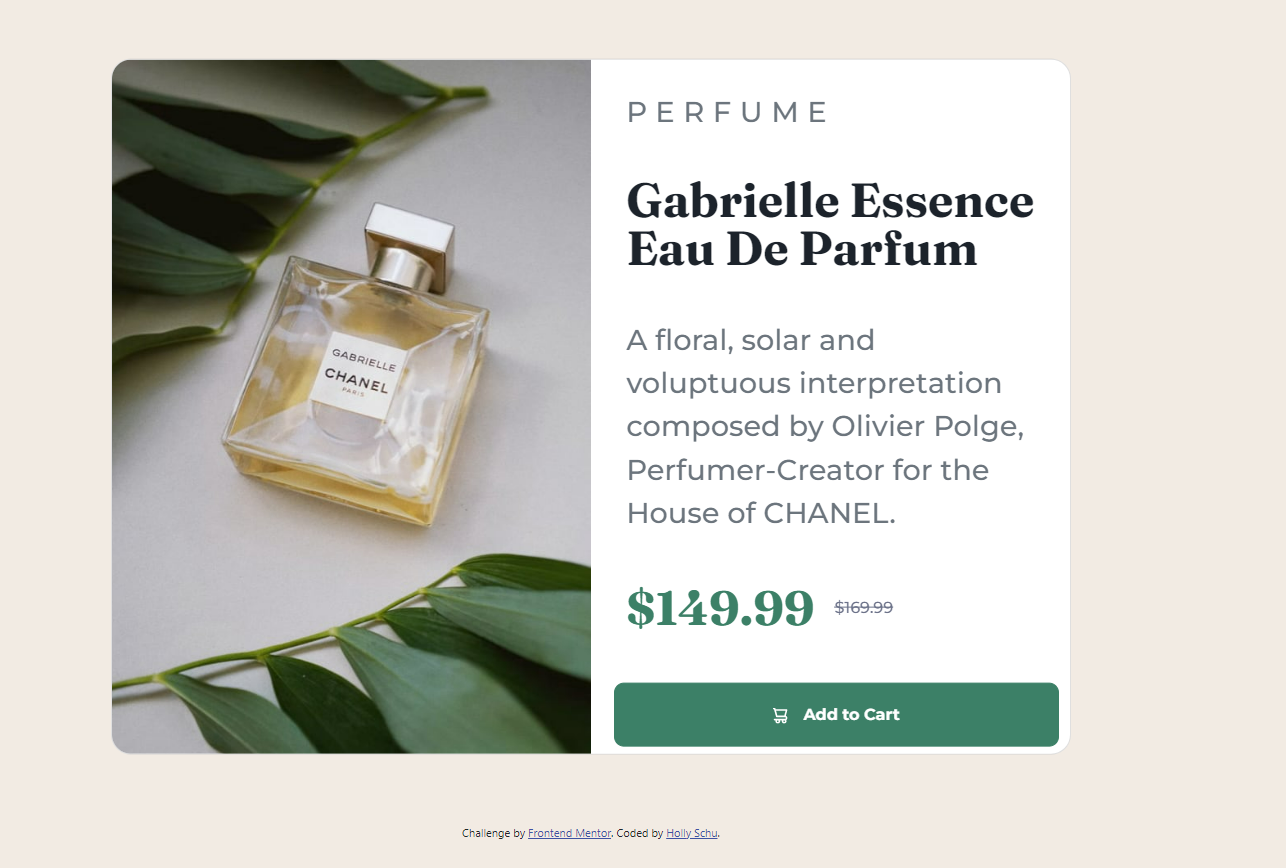 PERFUME
Gabrielle Essence
Eau De Parfum
A floral, solar and
voluptuous interpretation
composed by Olivier Polge,
Perfumer-Creator for the
House of CHANEL.
$149.99 $169.99
Add to Cart
GABRIELLE
CHANEL
PARIS
Challenge by Frontend Mentor. Coded by Holly Schu.